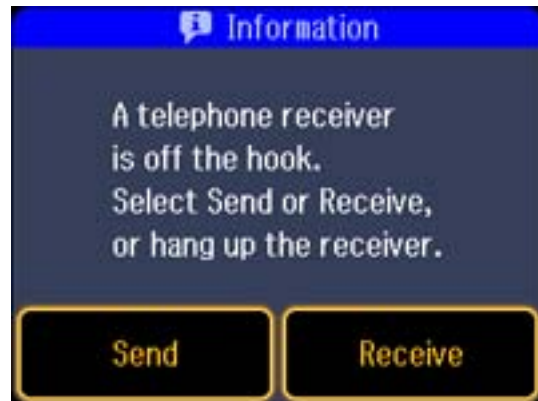 Information
A telephone receiver
is off the hook.
Select Send or Receive,
or hang up the receiver.
Send Receive